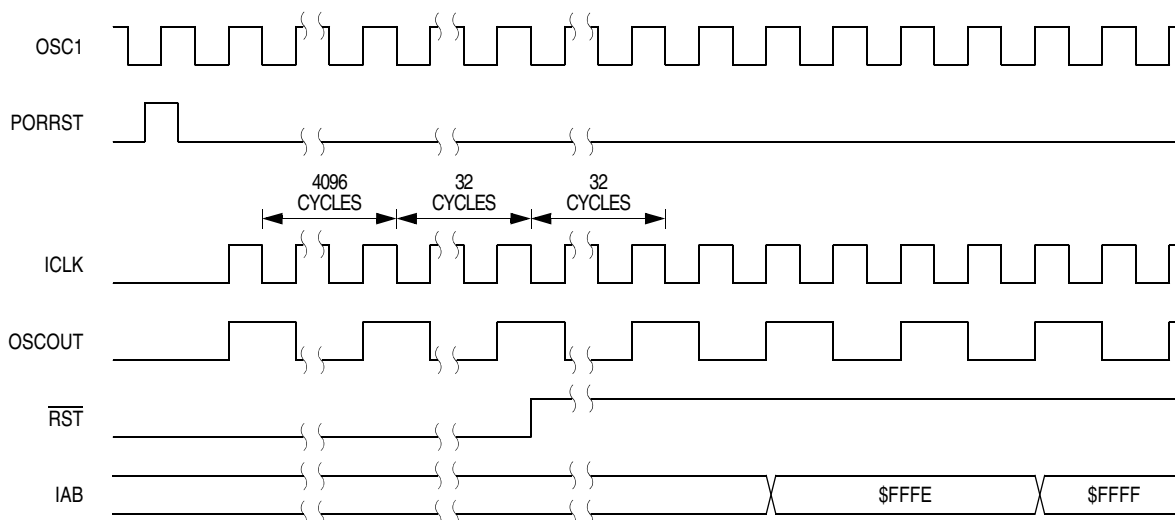 OSC1
PORRST
4096
CYCLES
32
CYCLES
32
CYCLES
ICLK
OSCOUT
RST
IAB
$FFFE
$FFFF